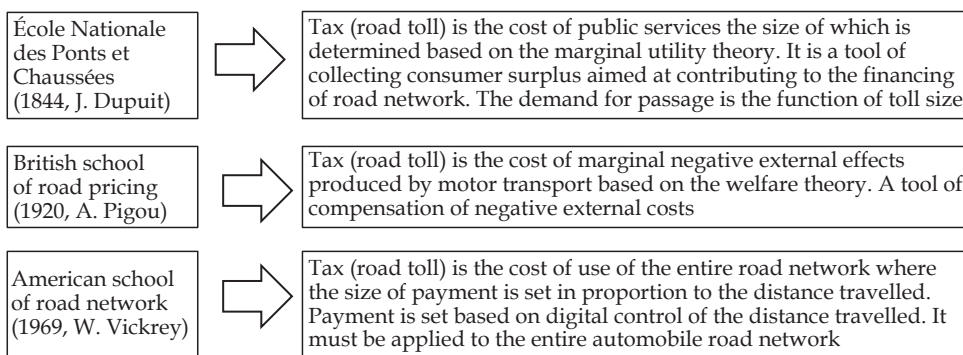 École Nationale
des Ponts et
Chaussées
(1844, J. Dupuit)
Tax (road toll) is the cost of public services the size of which is
determined based on the marginal utility theory. It is a tool of
collecting consumer surplus aimed at contributing to the financing
of road network. The demand for passage is the function of toll size
British school
of road pricing
(1920, A. Pigou)
Tax (road toll) is the cost of marginal negative external effects
produced by motor transport based on the welfare theory. A tool of
compensation of negative external costs
American school
of road network
(1969, W. Vickrey)
Tax (road toll) is the cost of use of the entire road network where
the size of payment is set in proportion to the distance travelled.
Payment is set based on digital control of the distance travelled. It
must be applied to the entire automobile road network